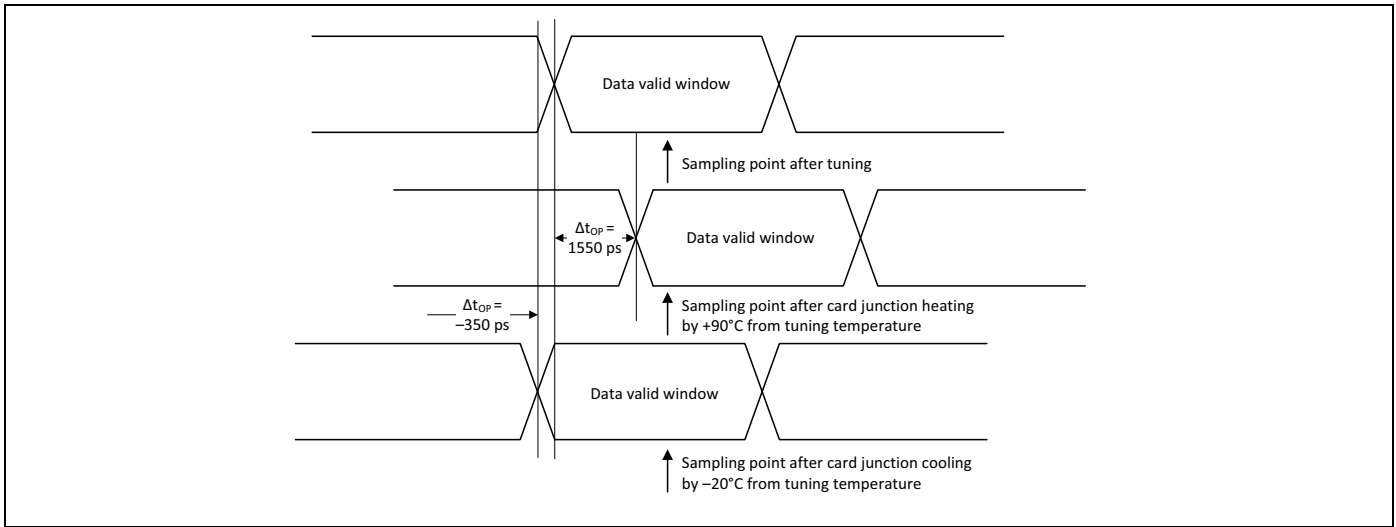 Data valid window
Sampling point after tuning
Δt_OP =
1550 ps
Data valid window
Δt_OP =
–350 ps
Sampling point after card junction heating
by +90°C from tuning temperature
Data valid window
Sampling point after card junction cooling
by –20°C from tuning temperature